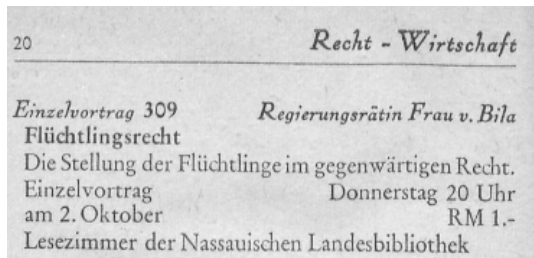 20 Recht - Wirtschaft
Einzelvortrag 309 Regierungsrätin Frau v. Bila
Flüchtlingsrecht
Die Stellung der Flüchtlinge im gegenwärtigen Recht.
Einzelvortrag Donnerstag 20 Uhr
am 2. Oktober RM 1.-
Lesezimmer der Nassauischen Landesbibliothek